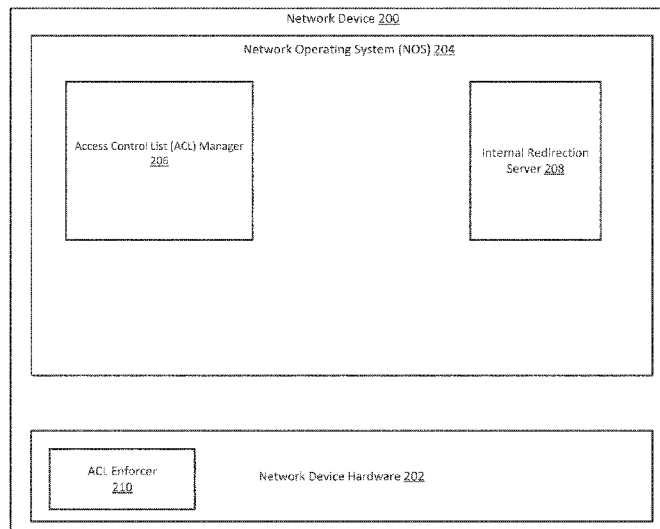 Network Device 200
Network Operating System (NOS) 204
Access Control List (ACL) Manager
206
Internal Redirection
Server 208
ACL Enforcer
210
Network Device Hardware 202